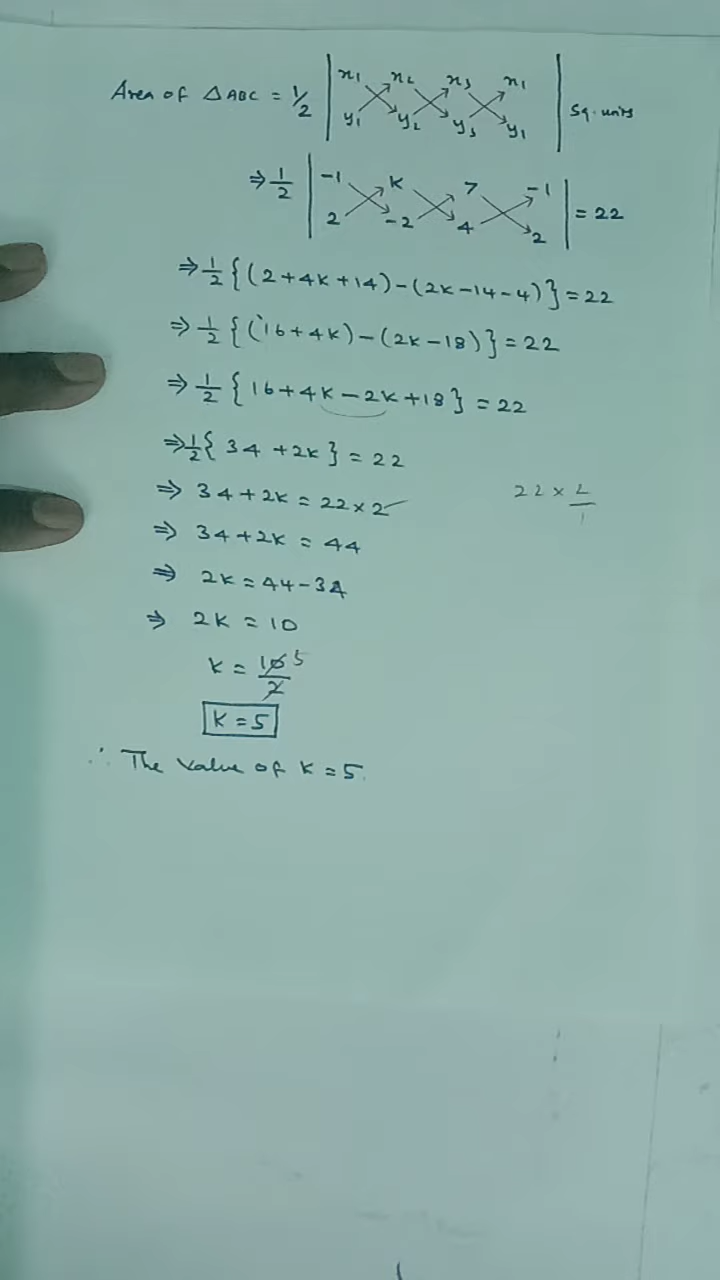 Area of △ABC = 1/2 | x1 x2 x3 x1 | Sq. units
y1 y2 y3 y1
⇒ 1/2 | -1 K 7 -1 | = 22
2 -2 4 2
⇒ 1/2 {(2+4K+14)-(2K-14-4)} = 22
⇒ 1/2 {(16+4K)-(2K-18)} = 22
⇒ 1/2 {16+4K-2K+18} = 22
⇒ 1/2 {34+2K} = 22
⇒ 34+2K = 22×2
22×2/1
⇒ 34+2K = 44
⇒ 2K = 44-34
⇒ 2K = 10
K = 10/2 5
K = 5
∴ The value of K = 5.